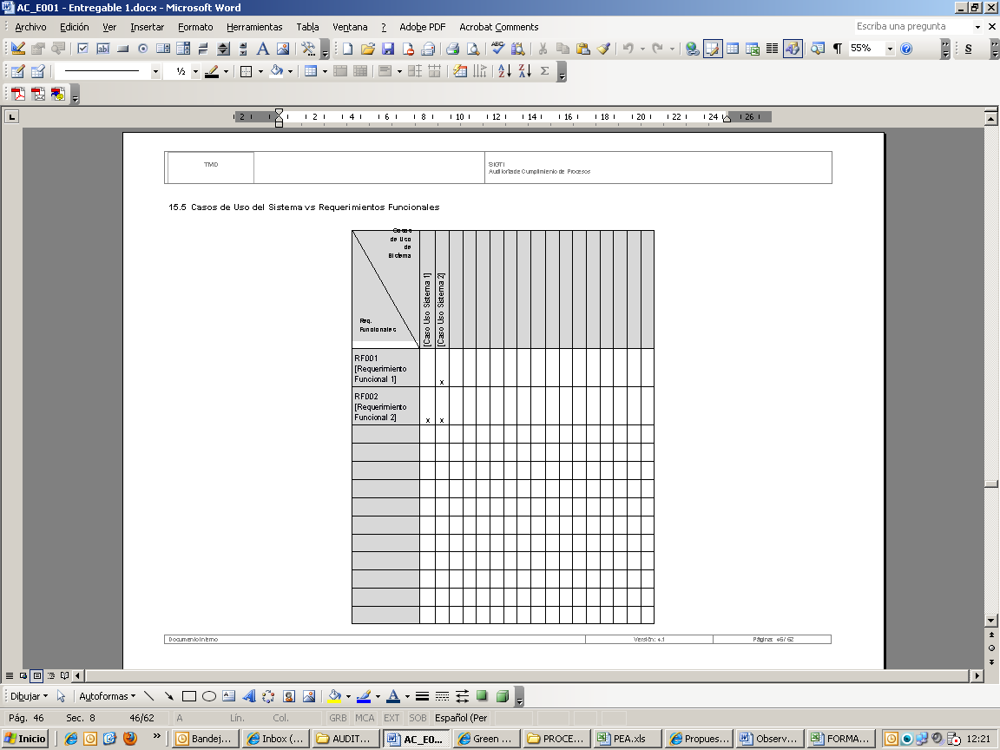 AC_E001 - Entregable 1.docx - Microsoft Word
Archivo Edición Ver Insertar Formato Herramientas Tabla Ventana ? Adobe PDF Acrobat Comments Escriba una pregunta
55%
½
2 2 4 6 8 10 12 14 16 18 20 22 24 26
TMD
SIGTI
Auditoria de Cumplimiento de Procesos
15.5 Casos de Uso del Sistema vs Requerimientos Funcionales
Casos
de Uso
de
Sistema
Req.
Funcionales
[Caso Uso Sistema 1]
[Caso Uso Sistema 2]
RF001
[Requerimiento
Funcional 1]
x
RF002
[Requerimiento
Funcional 2]
x x
Documento Interno Versión: 4.1 Página: 46/ 62
Dibujar Autoformas
Pág. 46 Sec. 8 46/62 A Lín. Col. GRB MCA EXT SOB Español (Per
Inicio Bandej... Inbox (... AUDIT... AC_E0... Green ... PROCE... PEA.xls Propues... Observ... FORMA... 12:21